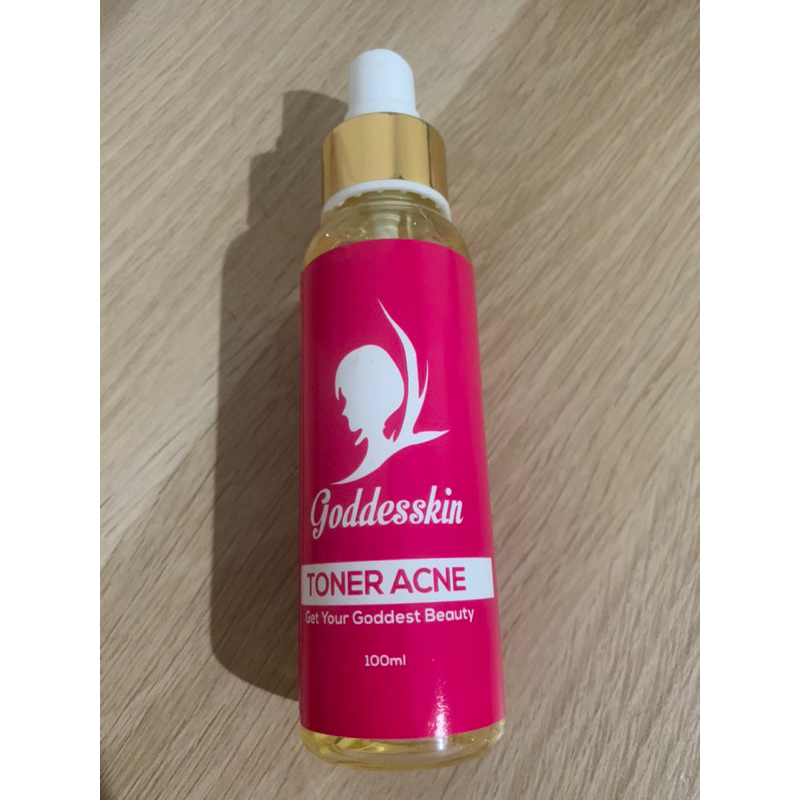 Goddesskin
TONER ACNE
Get Your Goddest Beauty
100ml